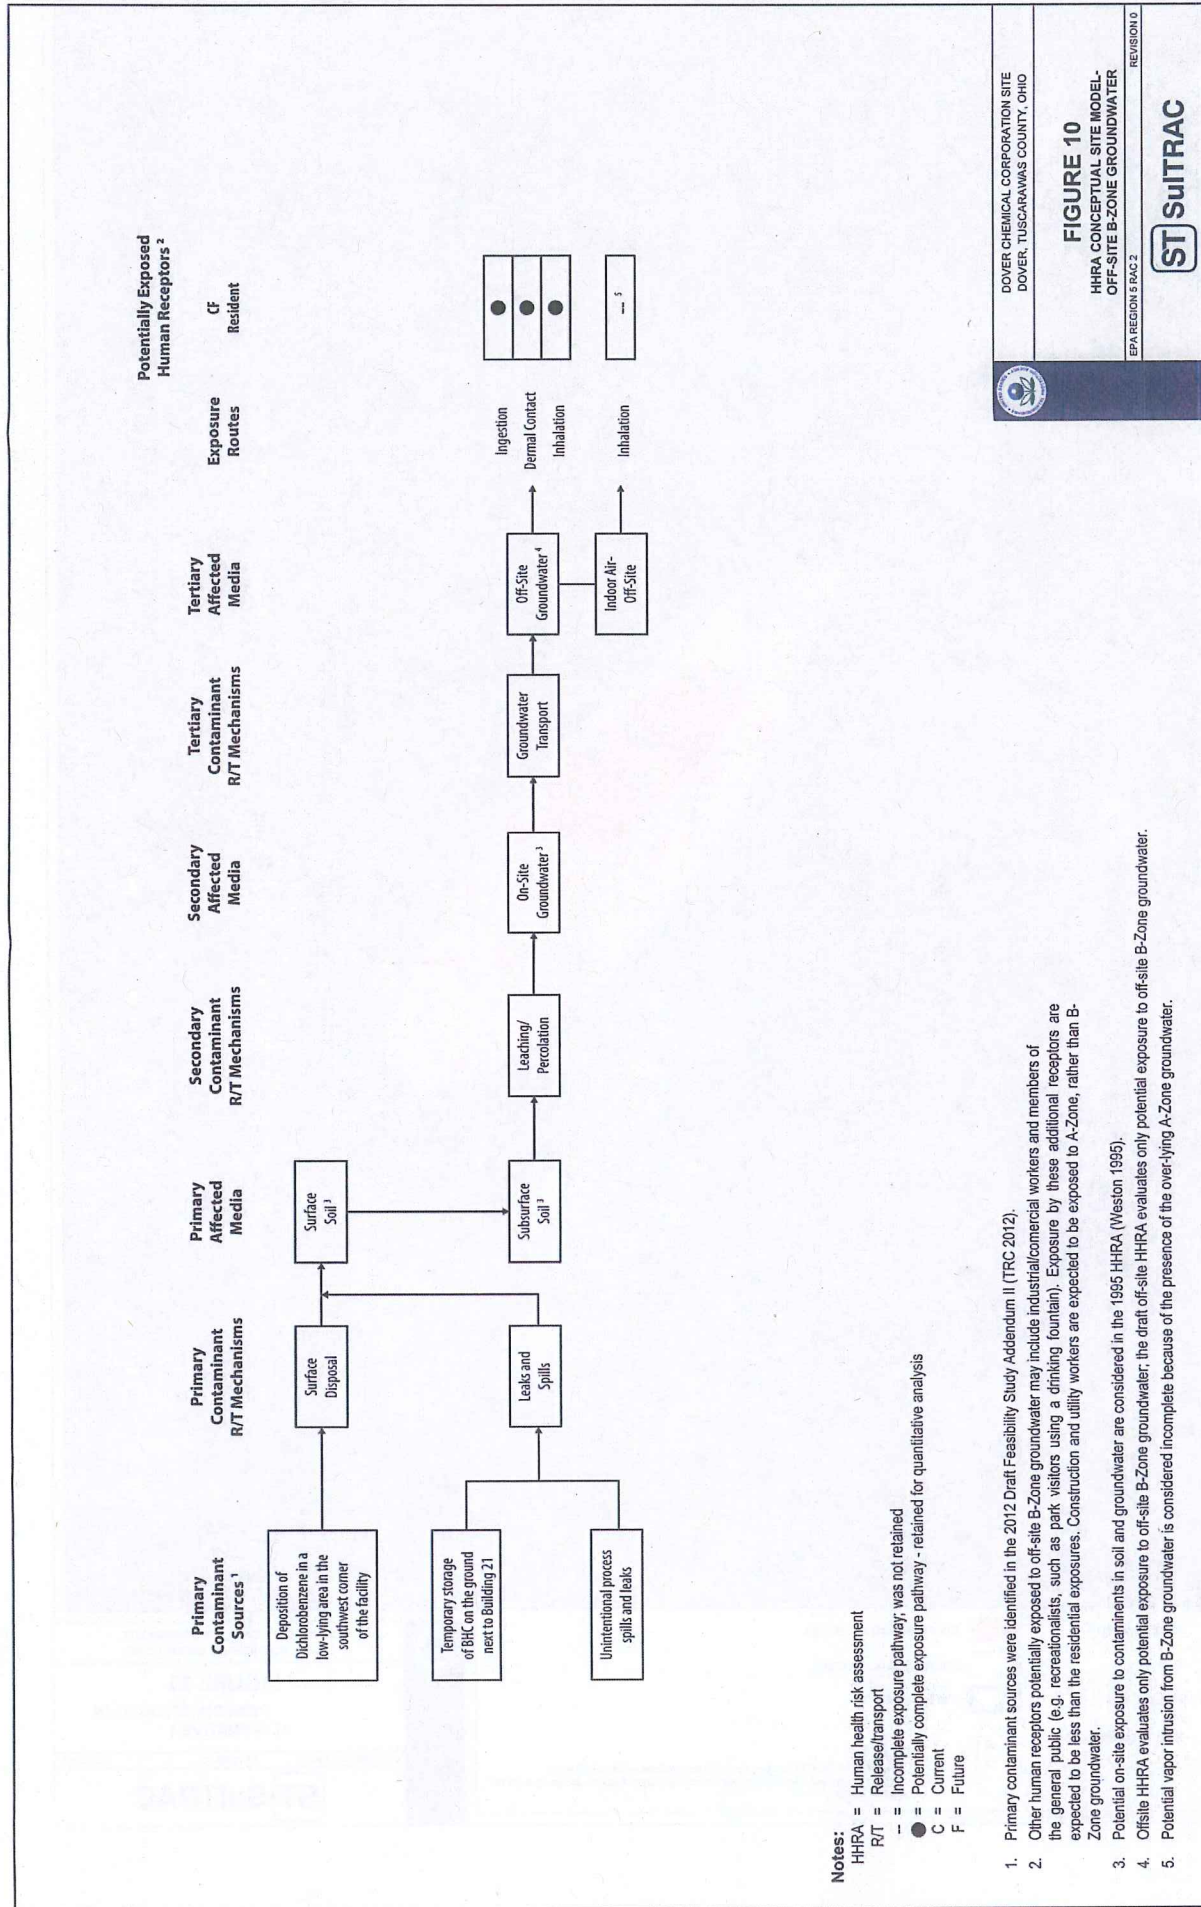 Potentially Exposed
Human Receptors ²
Primary
Contaminant
Sources ¹
Primary
Contaminant
R/T Mechanisms
Primary
Affected
Media
Secondary
Contaminant
R/T Mechanisms
Secondary
Affected
Media
Tertiary
Contaminant
R/T Mechanisms
Tertiary
Affected
Media
Exposure
Routes
CF
Resident
Deposition of
Dichlorobenzene in a
low-lying area in the
southwest corner
of the facility
Surface
Disposal
Surface
Soil ³
Temporary storage
of BHC on the ground
next to Building 21
Unintentional process
spills and leaks
Leaks and
Spills
Subsurface
Soil ³
Leaching/
Percolation
On-Site
Groundwater ³
Groundwater
Transport
Off-Site
Groundwater ⁴
Ingestion
Dermal Contact
Inhalation
●
●
●
Indoor Air-
Off-Site
Inhalation
-- ⁵
Notes:
HHRA = Human health risk assessment
R/T = Release/transport
-- = Incomplete exposure pathway; was not retained
● = Potentially complete exposure pathway - retained for quantitative analysis
C = Current
F = Future
1. Primary contaminant sources were identified in the 2012 Draft Feasibility Study Addendum II (TRC 2012).
2. Other human receptors potentially exposed to off-site B-Zone groundwater may include industrial/comercial workers and members of
the general public (e.g. recreationalists, such as park visitors using a drinking fountain). Exposure by these additional receptors are
expected to be less than the residential exposures. Construction and utility workers are expected to be exposed to A-Zone, rather than B-
Zone groundwater.
3. Potential on-site exposure to contaminents in soil and groundwater are considered in the 1995 HHRA (Weston 1995).
4. Offsite HHRA evaluates only potential exposure to off-site B-Zone groundwater; the draft off-site HHRA evaluates only potential exposure to off-site B-Zone groundwater.
5. Potential vapor intrusion from B-Zone groundwater is considered incomplete because of the presence of the over-lying A-Zone groundwater.
DOVER CHEMICAL CORPORATION SITE
DOVER, TUSCARAWAS COUNTY, OHIO
FIGURE 10
HHRA CONCEPTUAL SITE MODEL-
OFF-SITE B-ZONE GROUNDWATER
EPA REGION 5 RAC 2 REVISION 0
ST SulTRAC